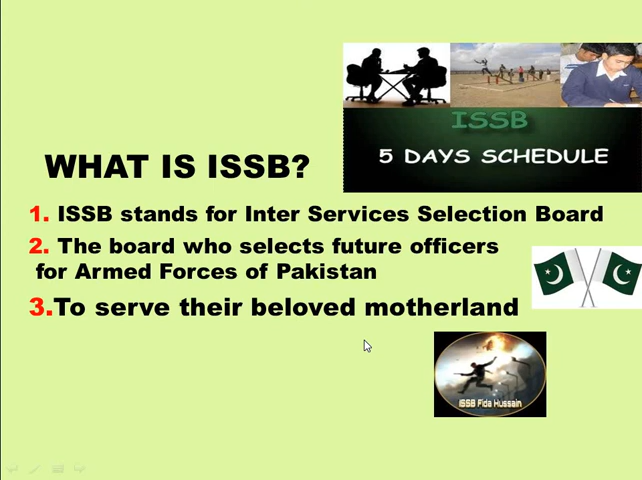 ISSB
5 DAYS SCHEDULE
WHAT IS ISSB?
1. ISSB stands for Inter Services Selection Board
2. The board who selects future officers
for Armed Forces of Pakistan
3.To serve their beloved motherland
ISSB Fida Hussain